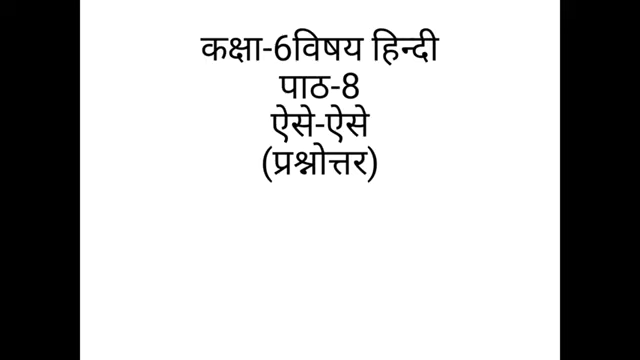 कक्षा-6विषय हिन्दी
पाठ-8
ऐसे-ऐसे
(प्रश्नोत्तर)